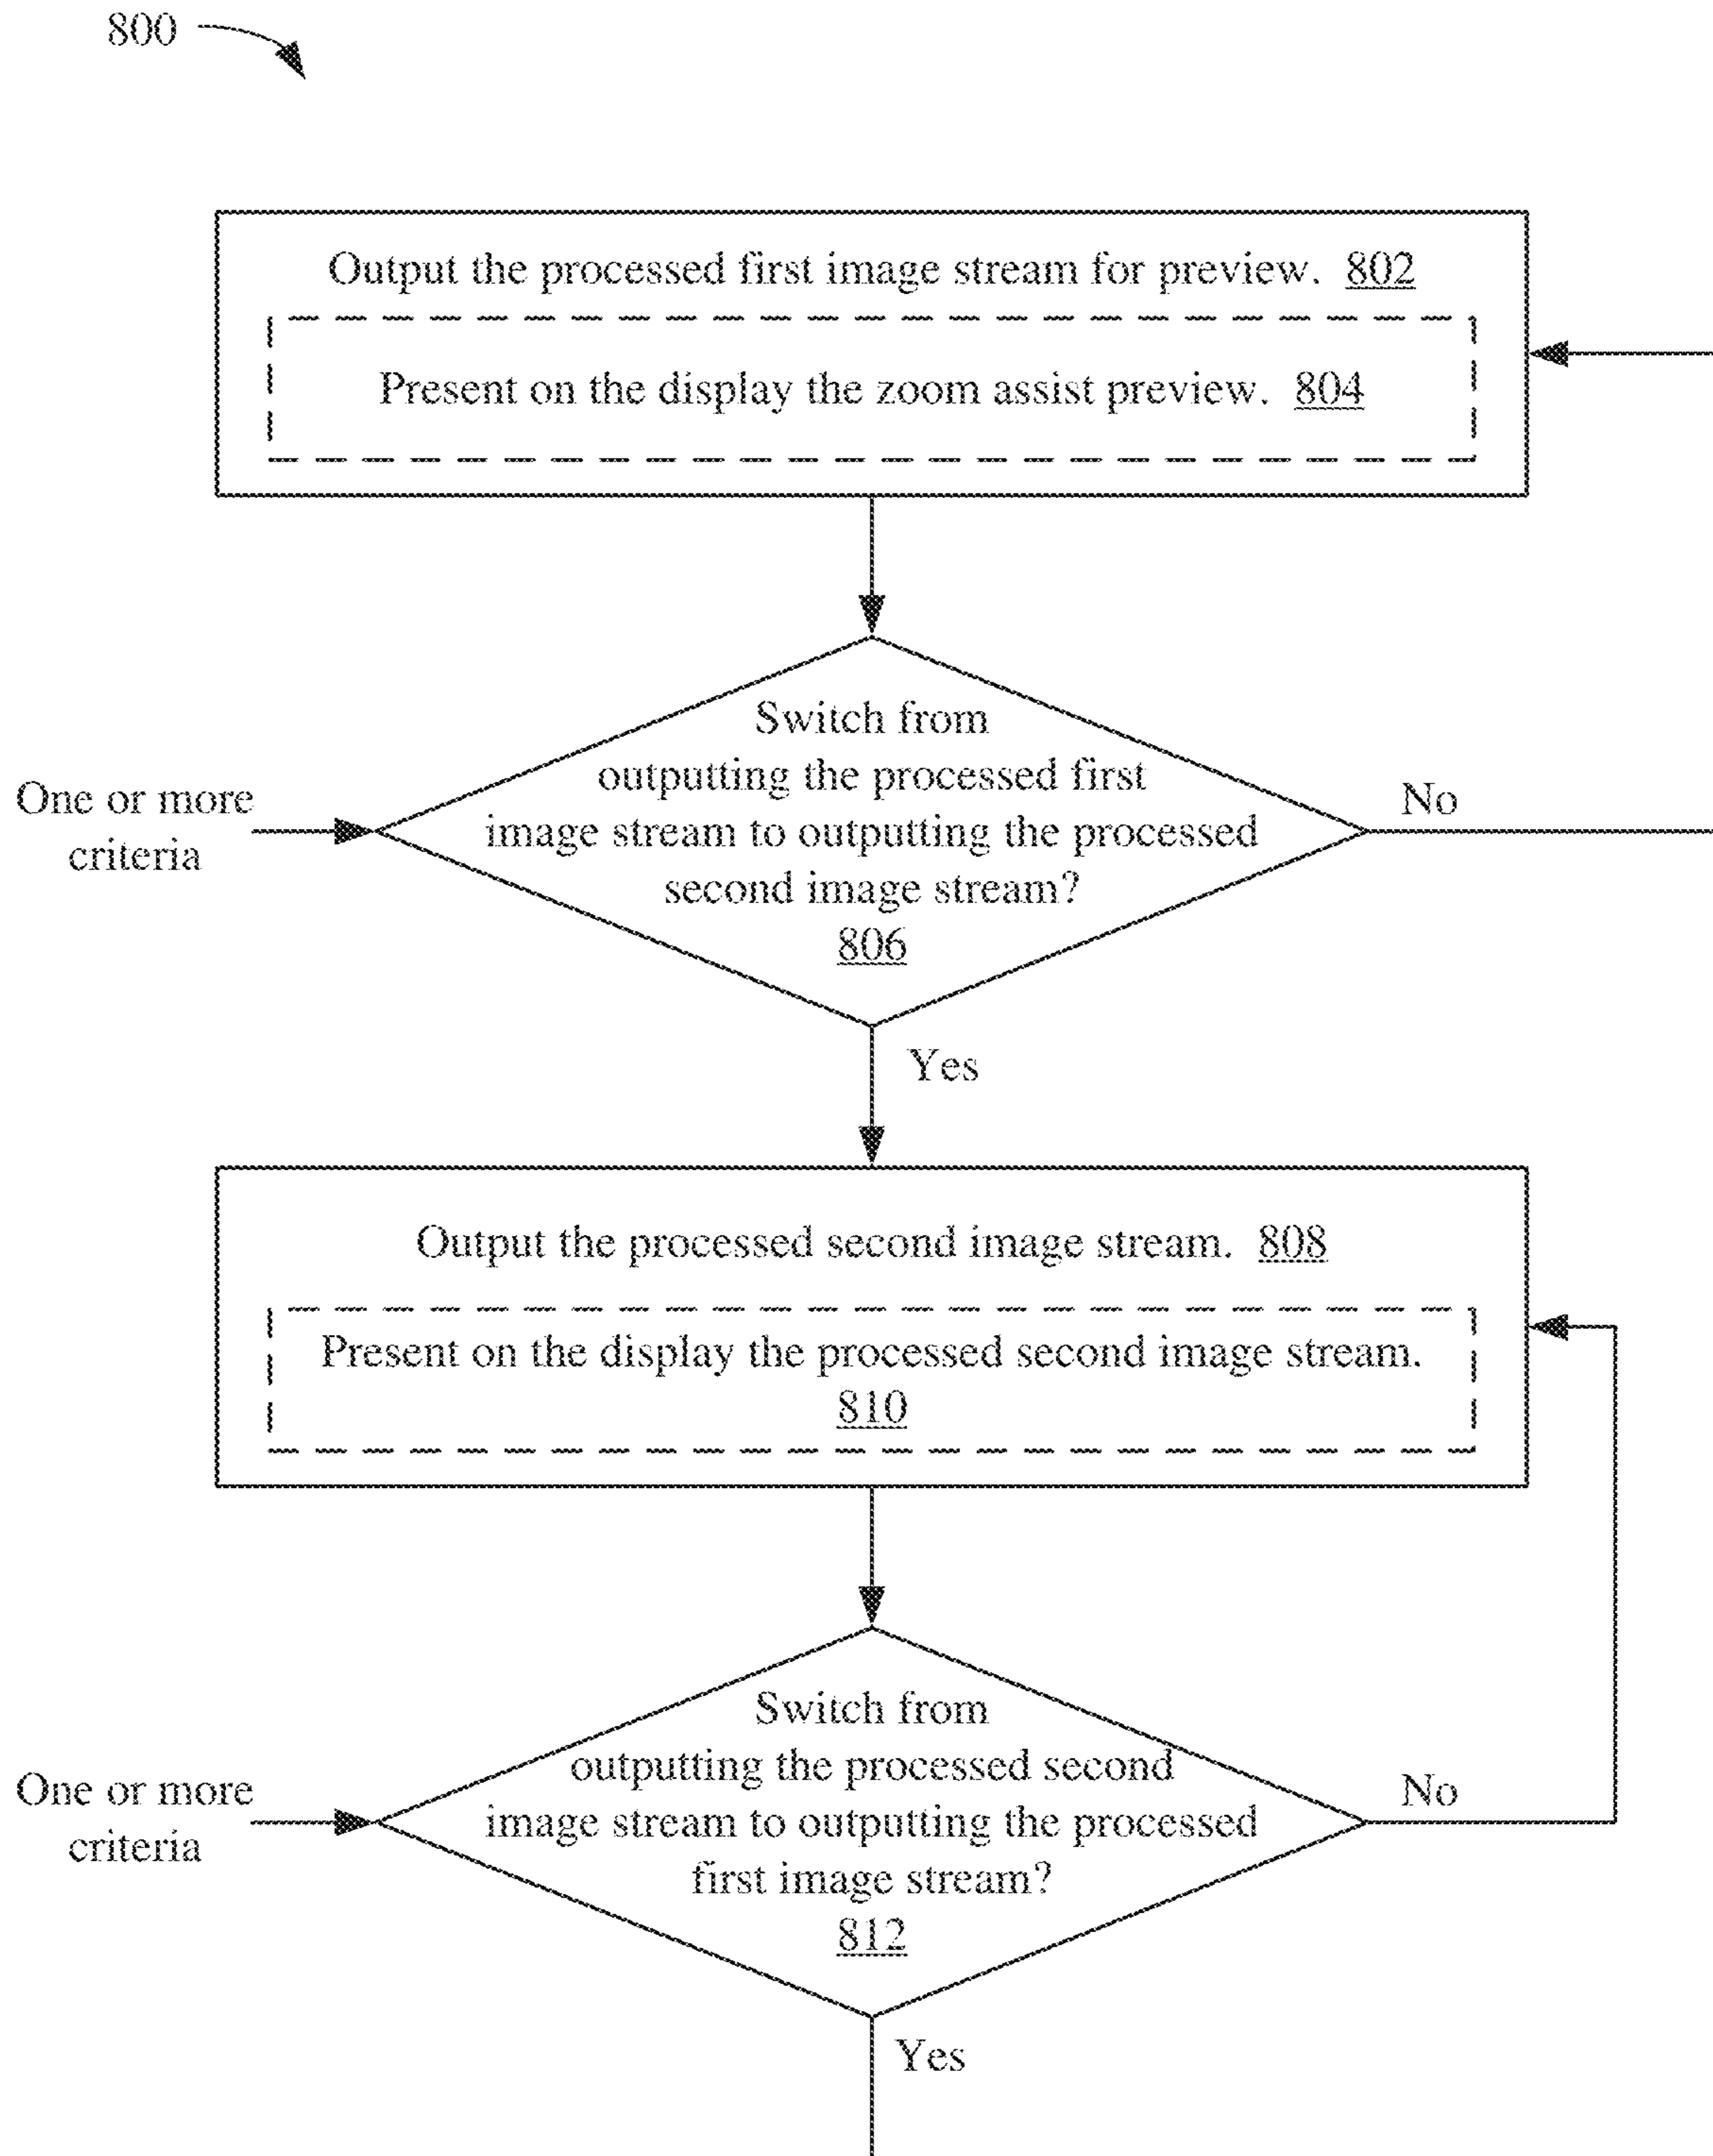 800
Output the processed first image stream for preview. 802
Present on the display the zoom assist preview. 804
Switch from
outputting the processed first
image stream to outputting the processed
second image stream?
806
One or more
criteria
No
Yes
Output the processed second image stream. 808
Present on the display the processed second image stream.
810
Switch from
outputting the processed second
image stream to outputting the processed
first image stream?
812
One or more
criteria
No
Yes